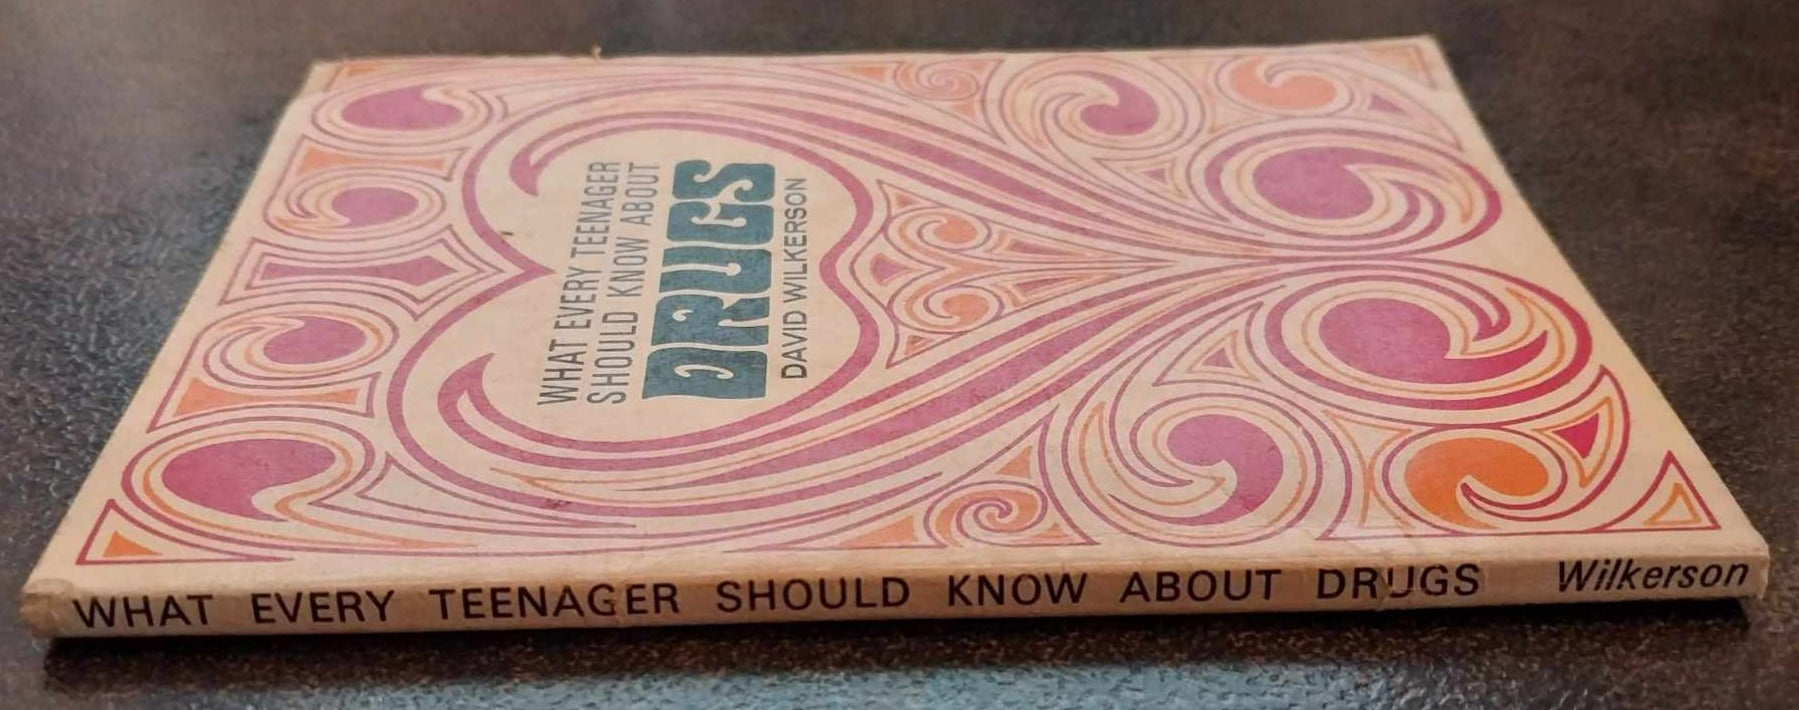 WHAT EVERY TEENAGER
SHOULD KNOW ABOUT
DRUGS
DAVID WILKERSON
WHAT EVERY TEENAGER SHOULD KNOW ABOUT DRUGS Wilkerson